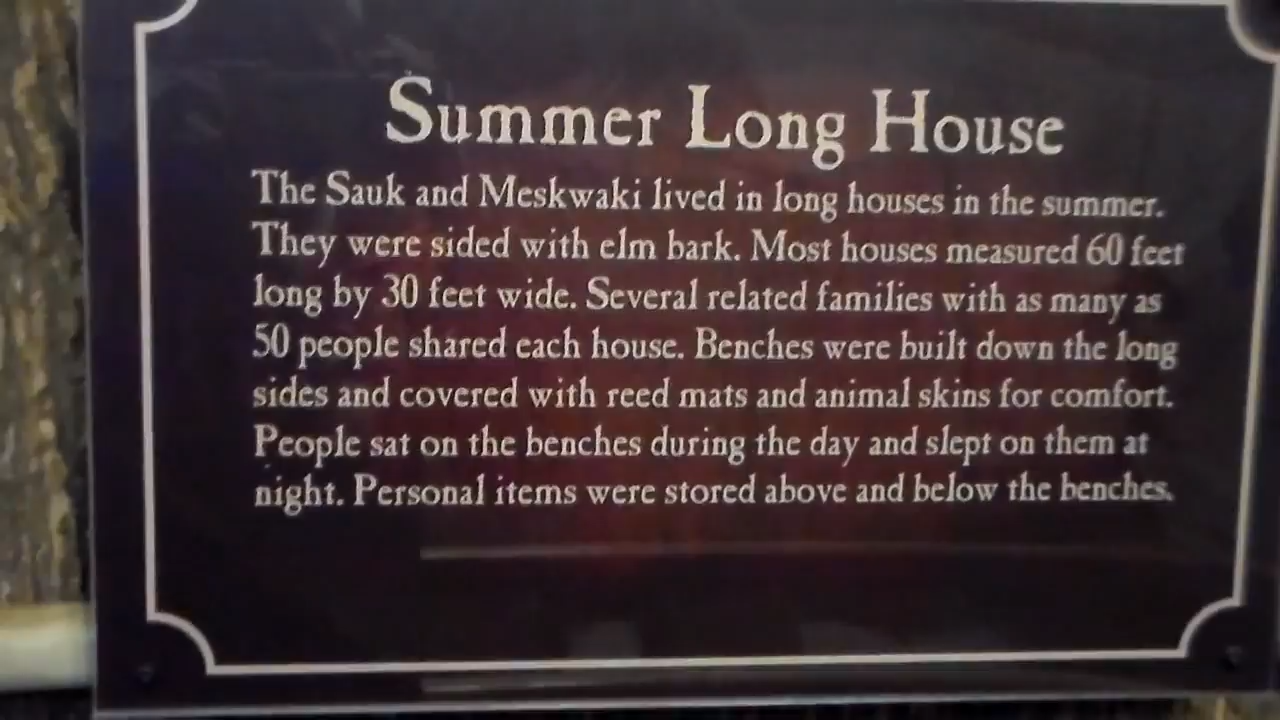 Summer Long House
The Sauk and Meskwaki lived in long houses in the summer.
They were sided with elm bark. Most houses measured 60 feet
long by 30 feet wide. Several related families with as many as
50 people shared each house. Benches were built down the long
sides and covered with reed mats and animal skins for comfort.
People sat on the benches during the day and slept on them at
night. Personal items were stored above and below the benches.